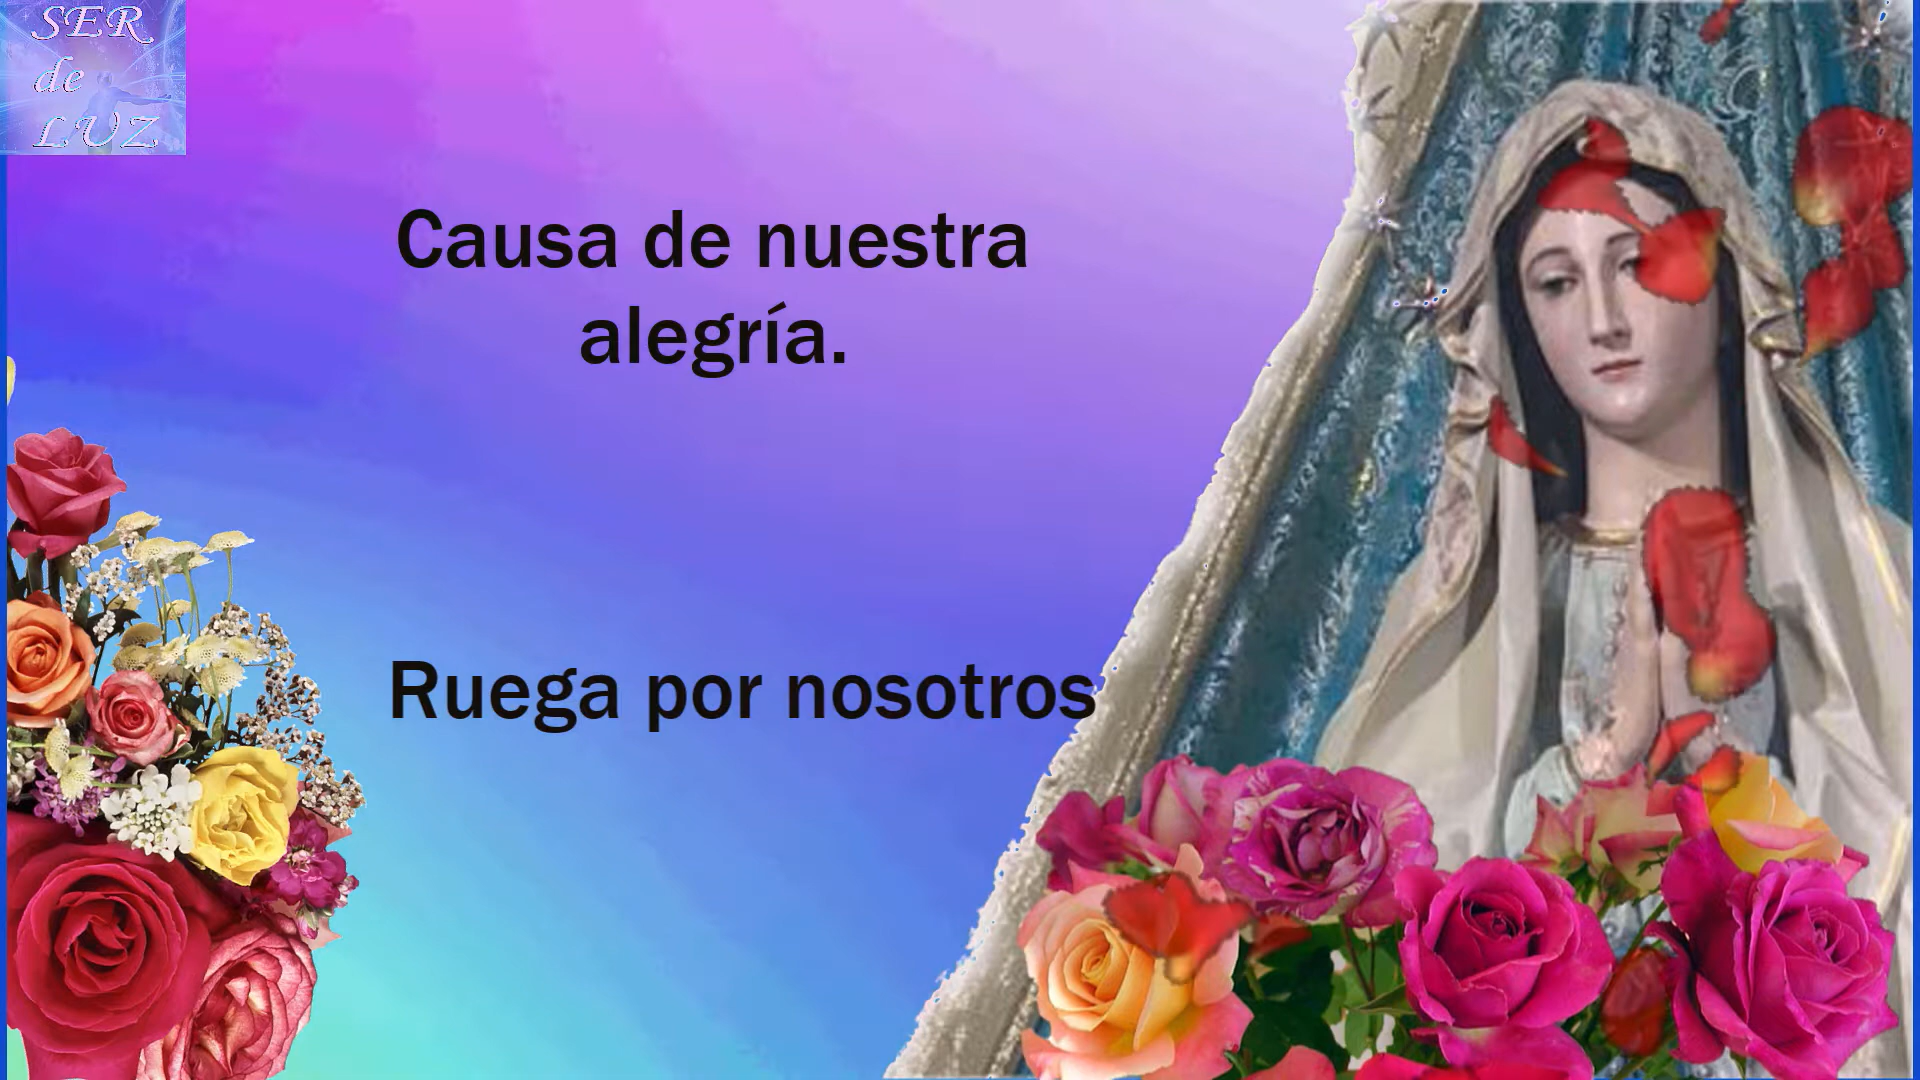 SER
de
LUZ
Causa de nuestra
alegría.
Ruega por nosotros